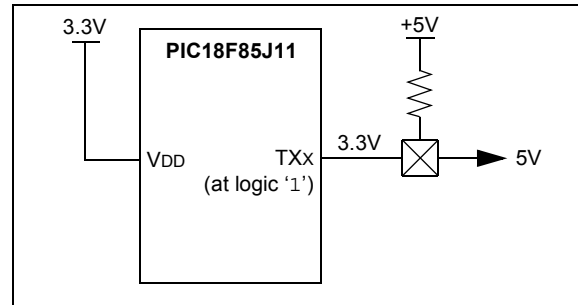 3.3V
PIC18F85J11
+5V
VDD
TXX
(at logic ‘1’)
3.3V
5V